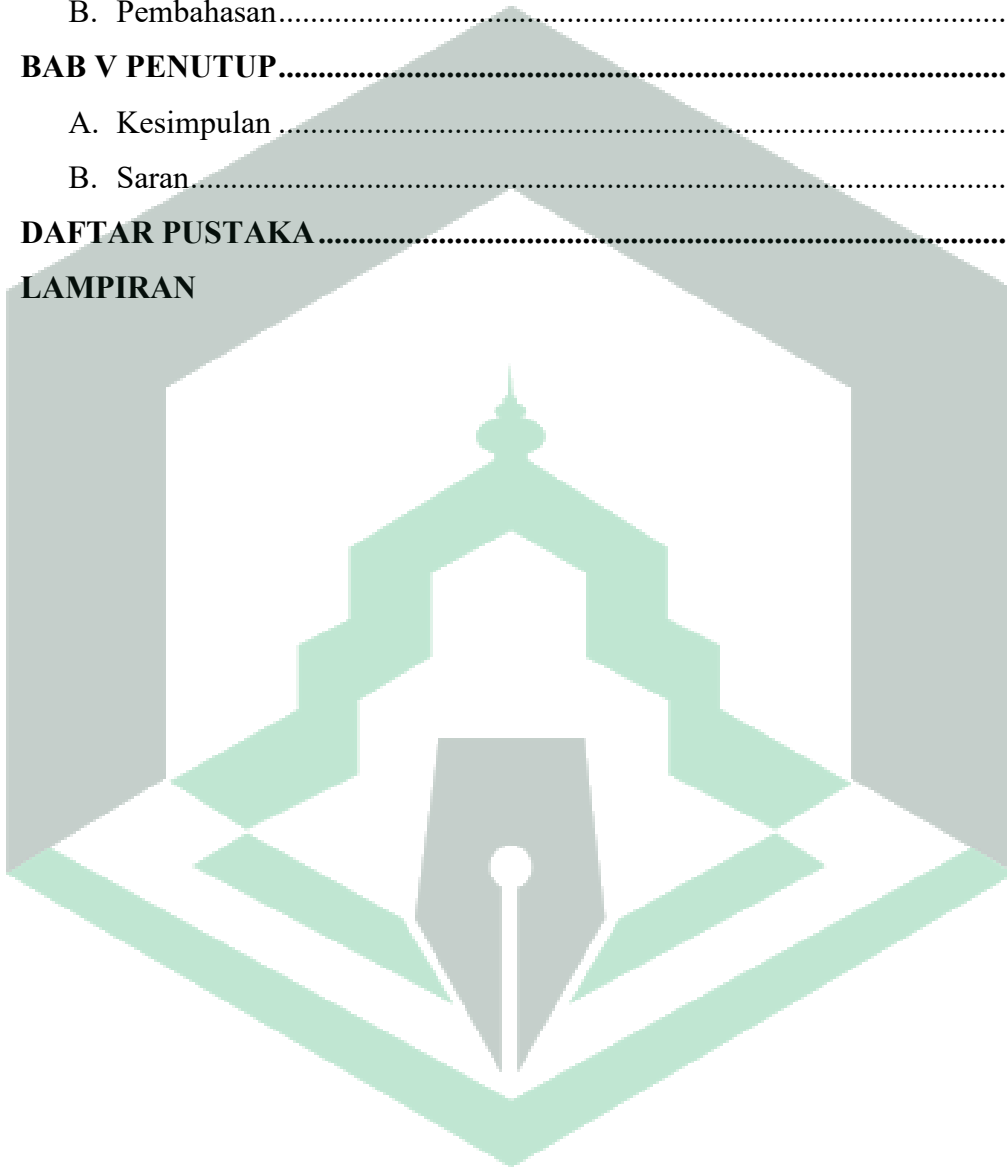 B. Pembahasan....................................................................................................
BAB V PENUTUP....................................................................................................
A. Kesimpulan ....................................................................................................
B. Saran....................................................................................................
DAFTAR PUSTAKA....................................................................................................
LAMPIRAN